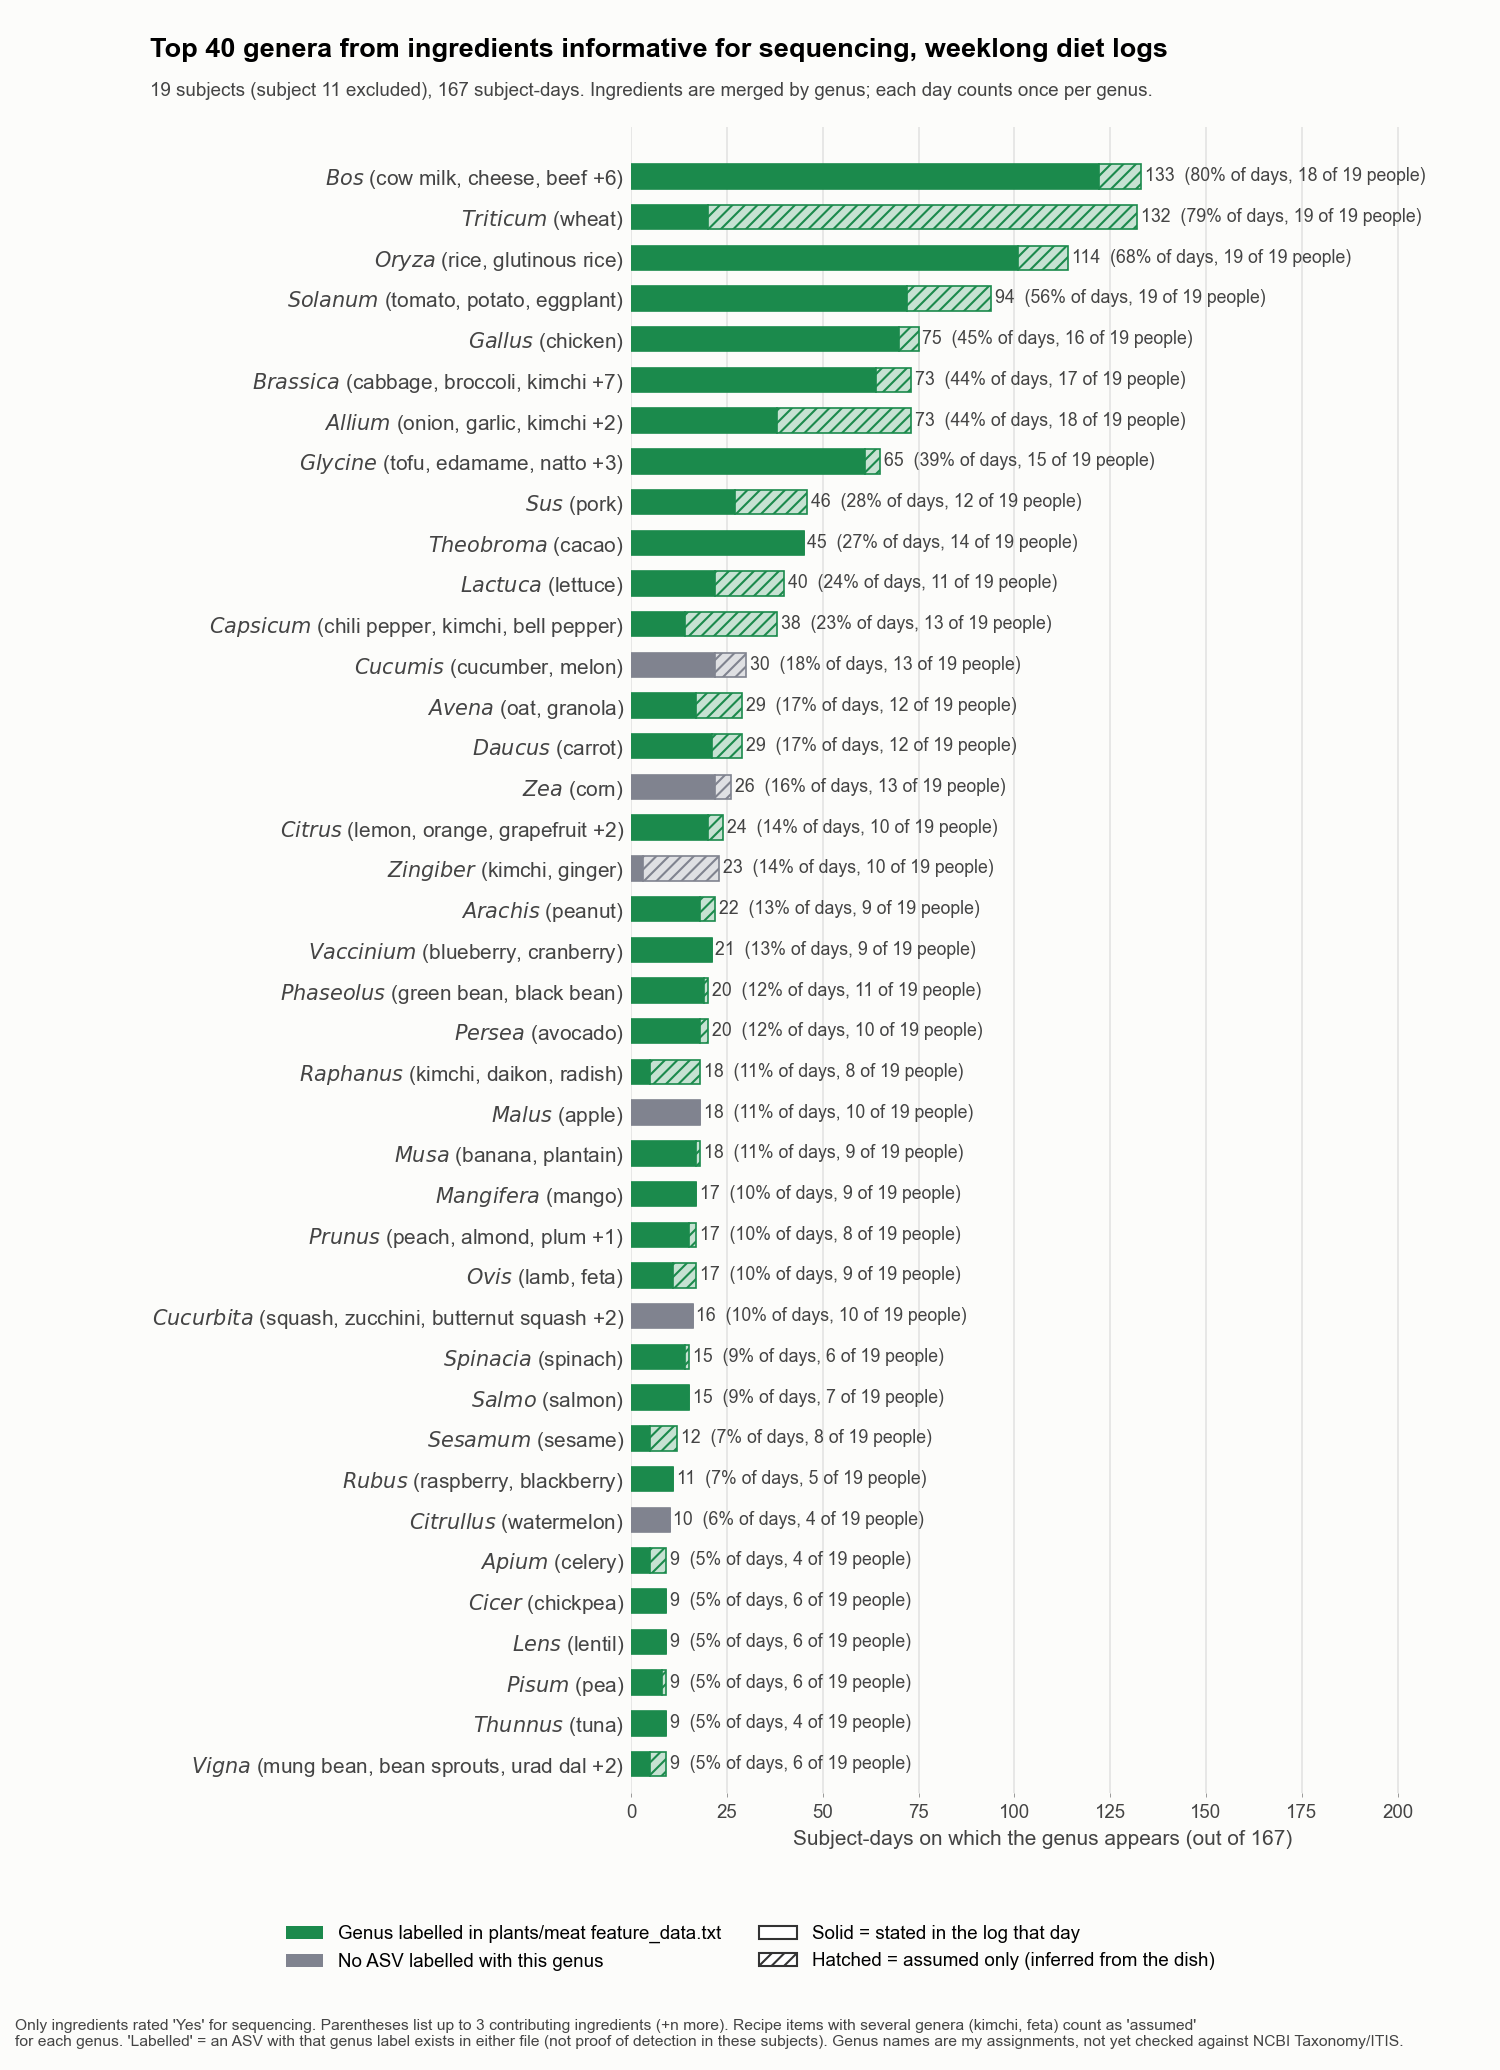 Top 40 genera from ingredients informative for sequencing, weeklong diet logs
19 subjects (subject 11 excluded), 167 subject-days. Ingredients are merged by genus; each day counts once per genus.
Bos (cow milk, cheese, beef +6) 133 (80% of days, 18 of 19 people)
Triticum (wheat) 132 (79% of days, 19 of 19 people)
Oryza (rice, glutinous rice) 114 (68% of days, 19 of 19 people)
Solanum (tomato, potato, eggplant) 94 (56% of days, 19 of 19 people)
Gallus (chicken) 75 (45% of days, 16 of 19 people)
Brassica (cabbage, broccoli, kimchi +7) 73 (44% of days, 17 of 19 people)
Allium (onion, garlic, kimchi +2) 73 (44% of days, 18 of 19 people)
Glycine (tofu, edamame, natto +3) 65 (39% of days, 15 of 19 people)
Sus (pork) 46 (28% of days, 12 of 19 people)
Theobroma (cacao) 45 (27% of days, 14 of 19 people)
Lactuca (lettuce) 40 (24% of days, 11 of 19 people)
Capsicum (chili pepper, kimchi, bell pepper) 38 (23% of days, 13 of 19 people)
Cucumis (cucumber, melon) 30 (18% of days, 13 of 19 people)
Avena (oat, granola) 29 (17% of days, 12 of 19 people)
Daucus (carrot) 29 (17% of days, 12 of 19 people)
Zea (corn) 26 (16% of days, 13 of 19 people)
Citrus (lemon, orange, grapefruit +2) 24 (14% of days, 10 of 19 people)
Zingiber (kimchi, ginger) 23 (14% of days, 10 of 19 people)
Arachis (peanut) 22 (13% of days, 9 of 19 people)
Vaccinium (blueberry, cranberry) 21 (13% of days, 9 of 19 people)
Phaseolus (green bean, black bean) 20 (12% of days, 11 of 19 people)
Persea (avocado) 20 (12% of days, 10 of 19 people)
Raphanus (kimchi, daikon, radish) 18 (11% of days, 8 of 19 people)
Malus (apple) 18 (11% of days, 10 of 19 people)
Musa (banana, plantain) 18 (11% of days, 9 of 19 people)
Mangifera (mango) 17 (10% of days, 9 of 19 people)
Prunus (peach, almond, plum +1) 17 (10% of days, 8 of 19 people)
Ovis (lamb, feta) 17 (10% of days, 9 of 19 people)
Cucurbita (squash, zucchini, butternut squash +2) 16 (10% of days, 10 of 19 people)
Spinacia (spinach) 15 (9% of days, 6 of 19 people)
Salmo (salmon) 15 (9% of days, 7 of 19 people)
Sesamum (sesame) 12 (7% of days, 8 of 19 people)
Rubus (raspberry, blackberry) 11 (7% of days, 5 of 19 people)
Citrullus (watermelon) 10 (6% of days, 4 of 19 people)
Apium (celery) 9 (5% of days, 4 of 19 people)
Cicer (chickpea) 9 (5% of days, 6 of 19 people)
Lens (lentil) 9 (5% of days, 6 of 19 people)
Pisum (pea) 9 (5% of days, 6 of 19 people)
Thunnus (tuna) 9 (5% of days, 4 of 19 people)
Vigna (mung bean, bean sprouts, urad dal +2) 9 (5% of days, 6 of 19 people)
0 25 50 75 100 125 150 175 200
Subject-days on which the genus appears (out of 167)
Genus labelled in plants/meat feature_data.txt
No ASV labelled with this genus
Solid = stated in the log that day
Hatched = assumed only (inferred from the dish)
Only ingredients rated 'Yes' for sequencing. Parentheses list up to 3 contributing ingredients (+n more). Recipe items with several genera (kimchi, feta) count as 'assumed'
for each genus. 'Labelled' = an ASV with that genus label exists in either file (not proof of detection in these subjects). Genus names are my assignments, not yet checked against NCBI Taxonomy/ITIS.